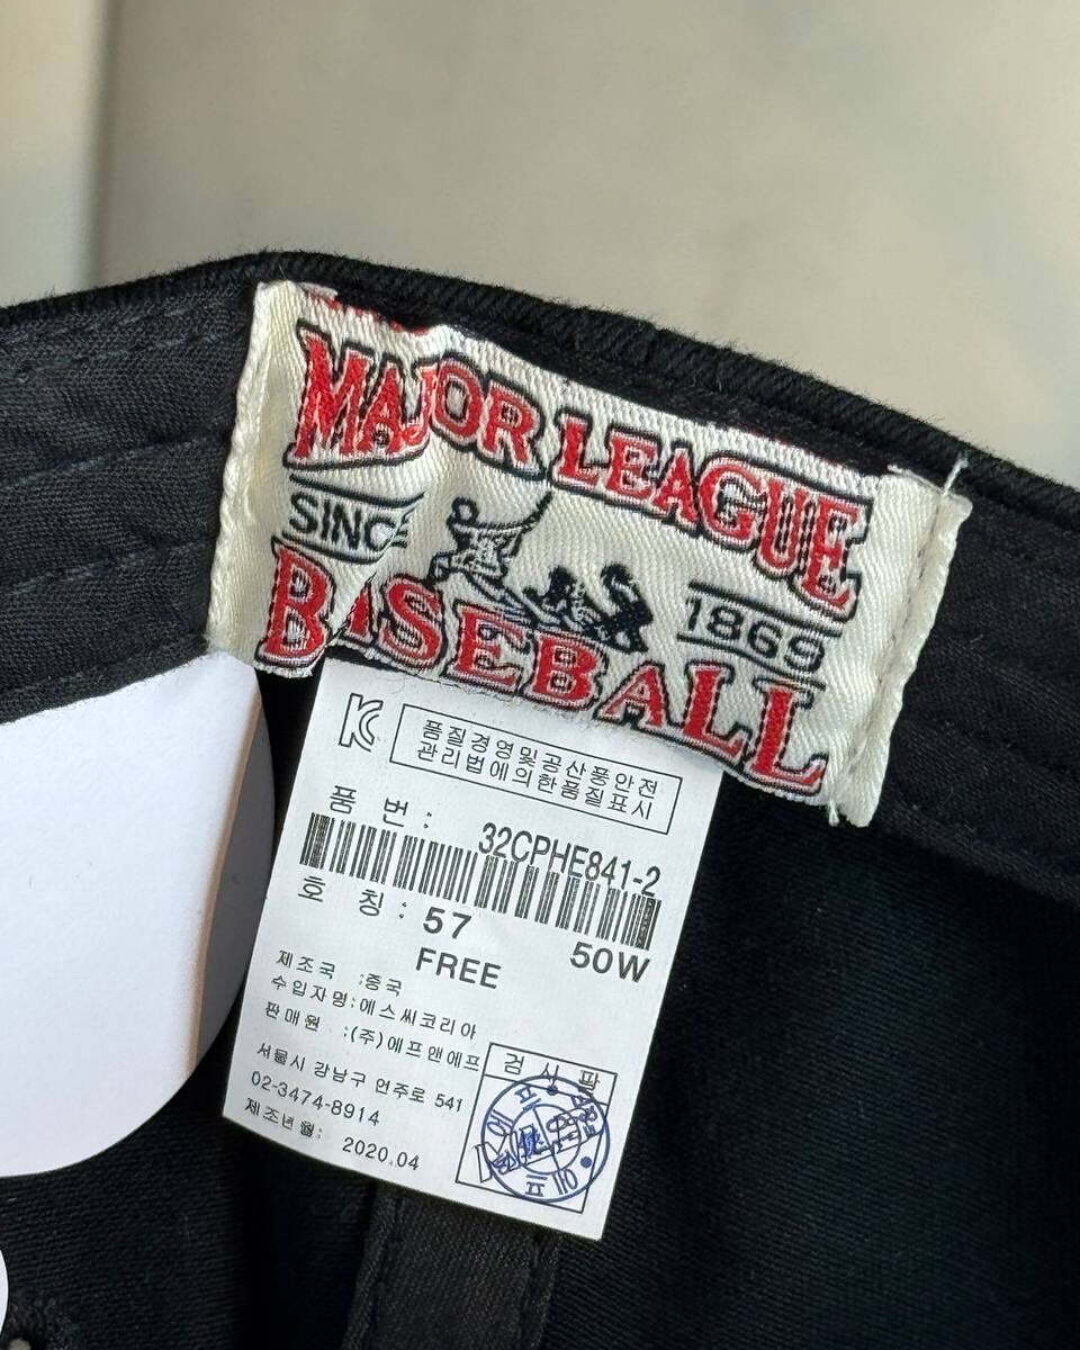 MAJOR LEAGUE
SINCE
1869
BASEBALL
품질경영및공산품안전
관리법에의한품질표시
품 번 : 32CPHE841-2
호 칭 : 57 50W
FREE
제조국 :중국
수입자명:에스씨코리아
판매원 :(주)에프앤에프
서울시 강남구 언주로 541
02-3474-8914
제조년월: 2020.04
검 사 필